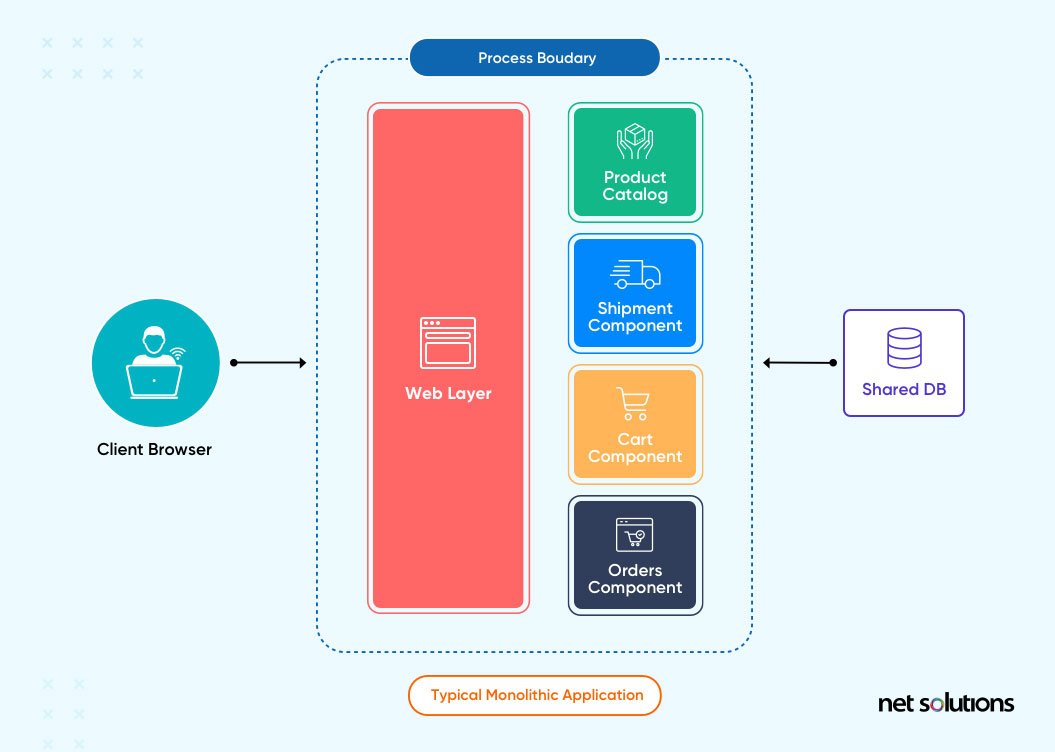 Process Boudary
Product
Catalog
Shipment
Component
Web Layer
Cart
Component
Orders
Component
Client Browser
Shared DB
Typical Monolithic Application
net solutions